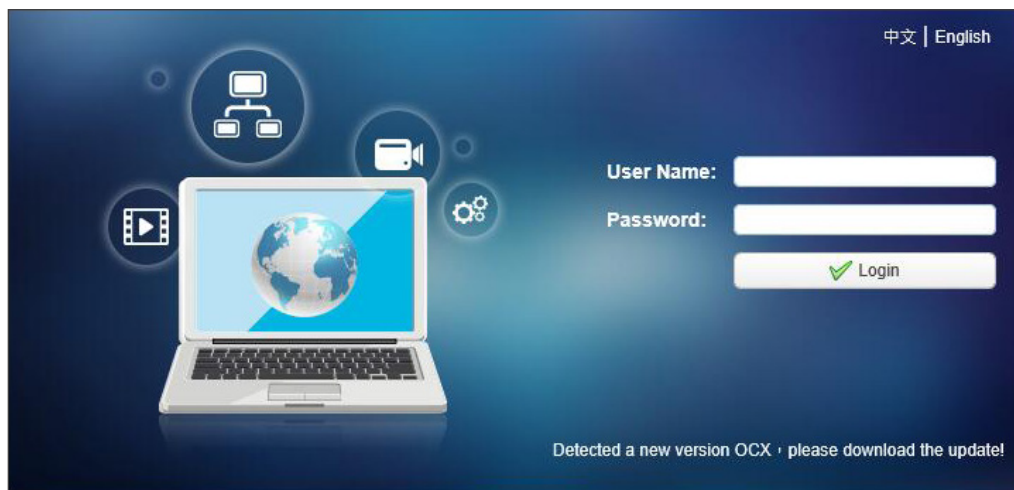 中文 | English
User Name:
Password:
Login
Detected a new version OCX，please download the update!